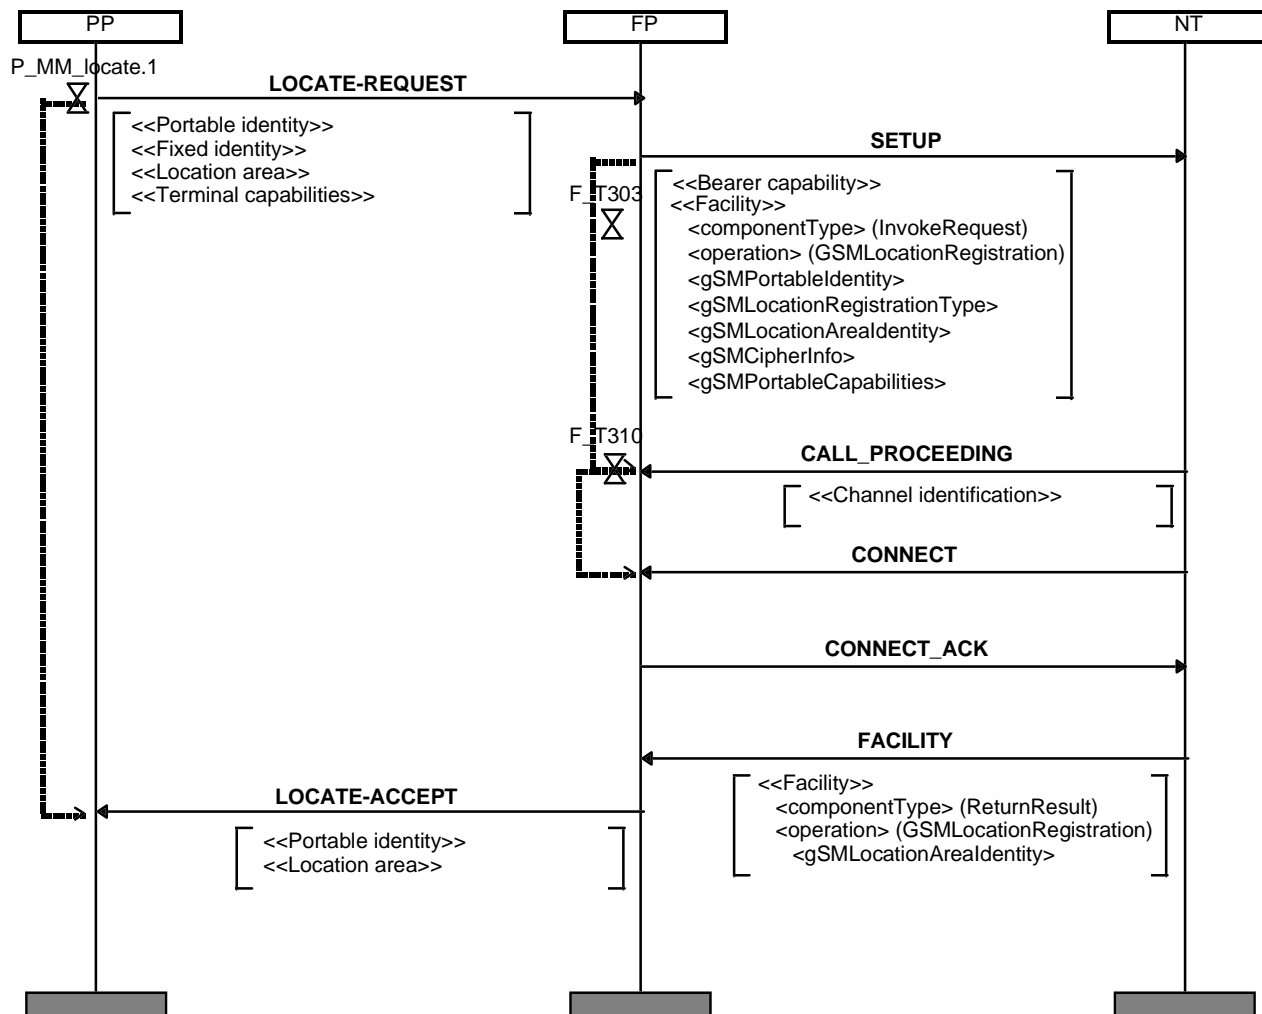 PP
FP
NT
P_MM_locate.1
LOCATE-REQUEST
<<Portable identity>>
<<Fixed identity>>
<<Location area>>
<<Terminal capabilities>>
SETUP
F_T303
<<Bearer capability>>
<<Facility>>
<componentType> (InvokeRequest)
<operation> (GSMLocationRegistration)
<gSMPortableIdentity>
<gSMLocationRegistrationType>
<gSMLocationAreaIdentity>
<gSMCipherInfo>
<gSMPortableCapabilities>
F_T310
CALL_PROCEEDING
<<Channel identification>>
CONNECT
CONNECT_ACK
FACILITY
<<Facility>>
<componentType> (ReturnResult)
<operation> (GSMLocationRegistration)
<gSMLocationAreaIdentity>
LOCATE-ACCEPT
<<Portable identity>>
<<Location area>>